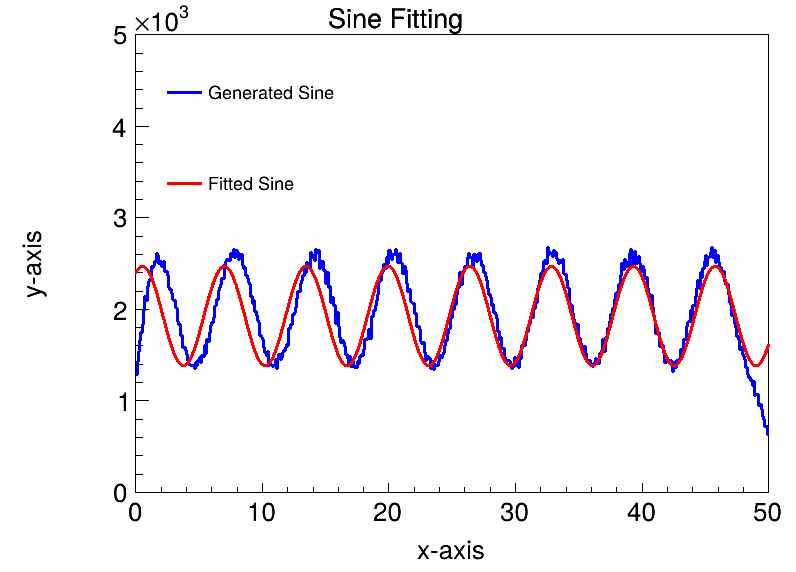 Sine Fitting
×10³
5
4
3
2
1
0
Generated Sine
Fitted Sine
y-axis
0 10 20 30 40 50
x-axis